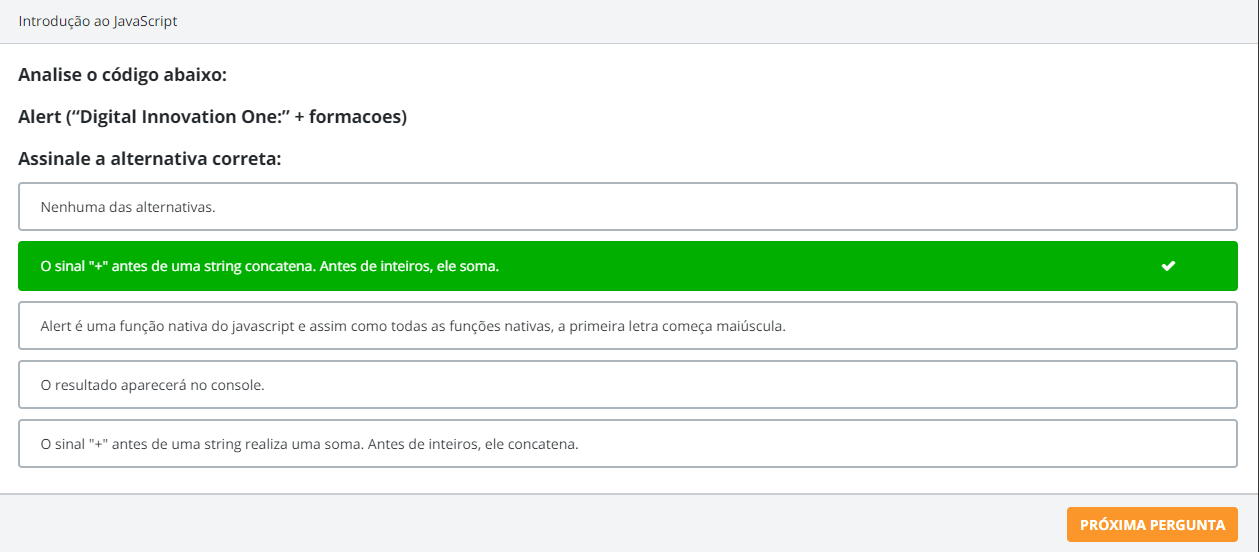 Introdução ao JavaScript
Analise o código abaixo:
Alert (“Digital Innovation One:” + formacoes)
Assinale a alternativa correta:
Nenhuma das alternativas.
O sinal "+" antes de uma string concatena. Antes de inteiros, ele soma.
Alert é uma função nativa do javascript e assim como todas as funções nativas, a primeira letra começa maiúscula.
O resultado aparecerá no console.
O sinal "+" antes de uma string realiza uma soma. Antes de inteiros, ele concatena.
PRÓXIMA PERGUNTA